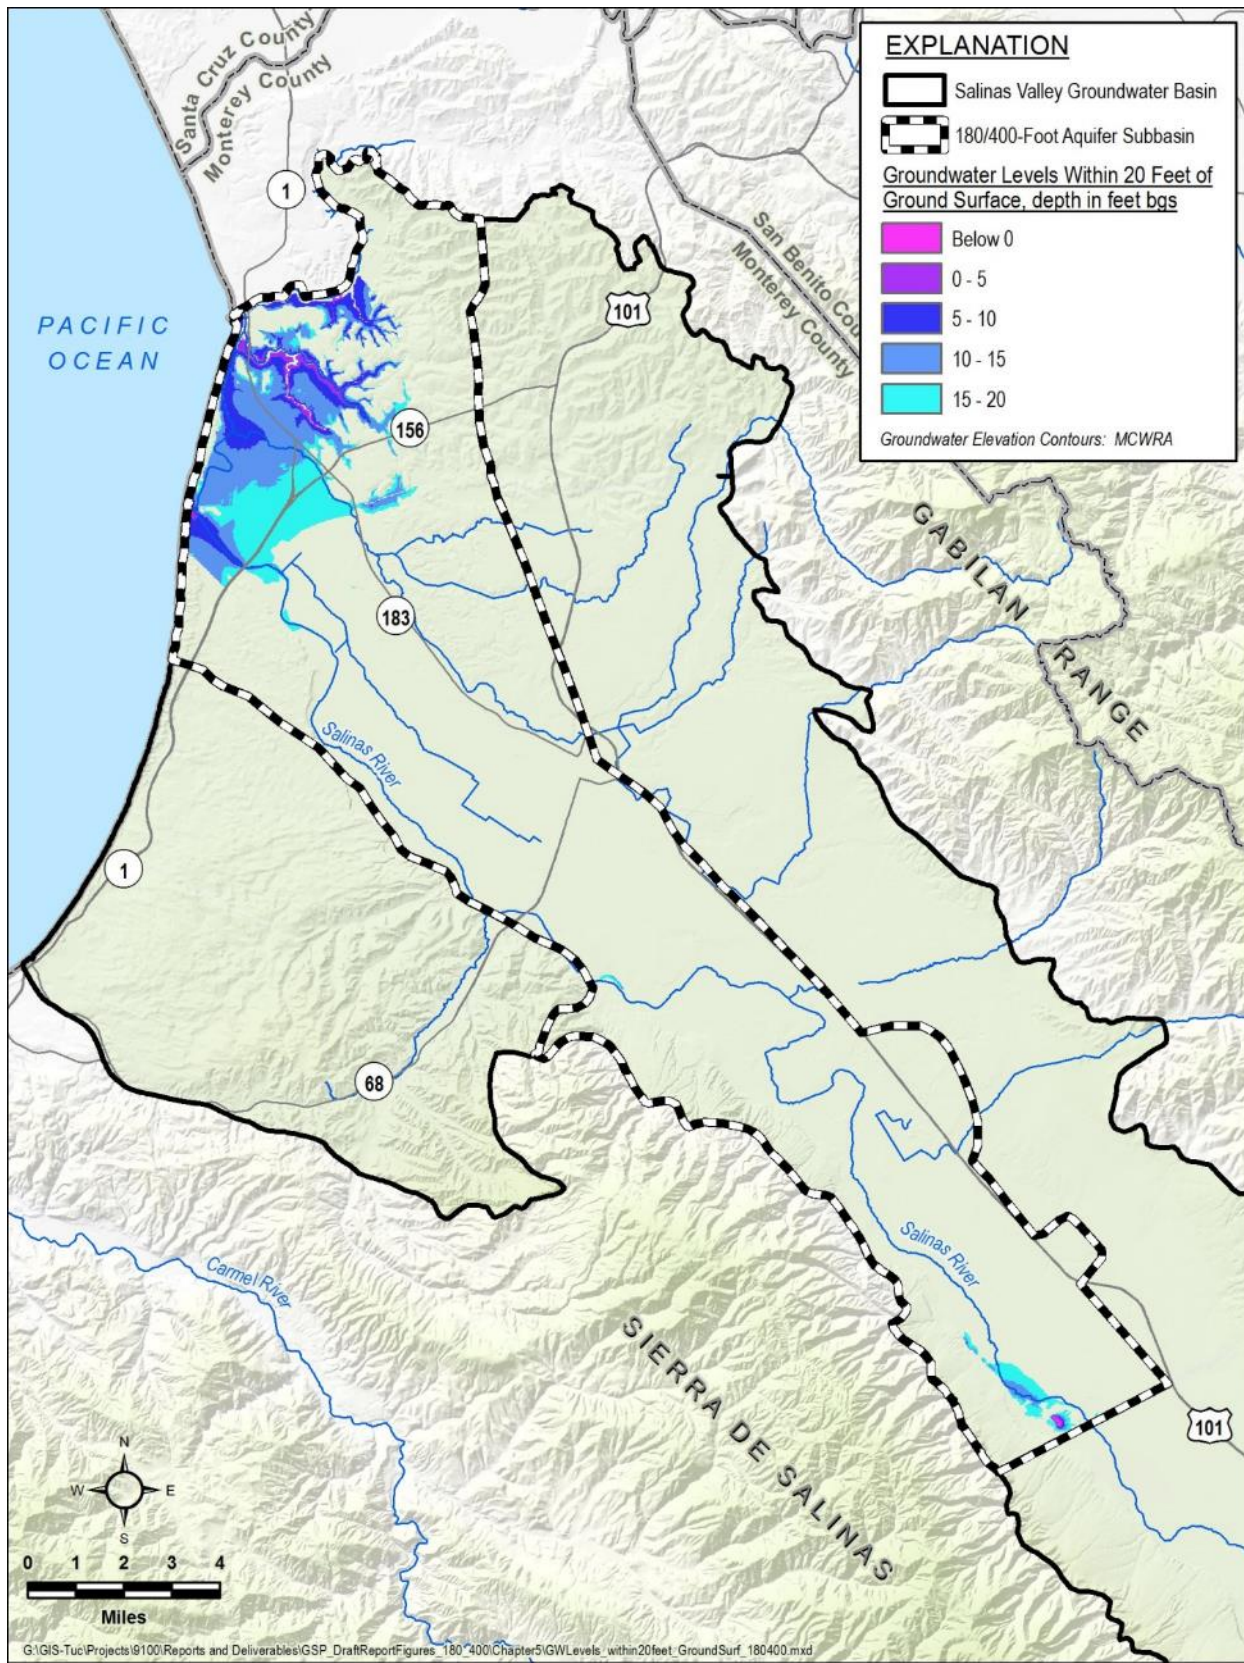 EXPLANATION
Salinas Valley Groundwater Basin
180/400-Foot Aquifer Subbasin
Groundwater Levels Within 20 Feet of
Ground Surface, depth in feet bgs
Below 0
0 - 5
5 - 10
10 - 15
15 - 20
Groundwater Elevation Contours: MCWRA
Santa Cruz County
Monterey County
1
San Benito Cou
Monterey County
101
PACIFIC
OCEAN
156
GABILAN
RANGE
183
Salinas River
1
68
Salinas River
Carmel River
SIERRA DE SALINAS
101
N
W
E
S
0 1 2 3 4
Miles
G:\GIS-Tuc\Projects\9100\Reports and Deliverables\GSP_DraftReportFigures_180_400\Chapter5\GWLevels_within20feet_GroundSurf_180400.mxd